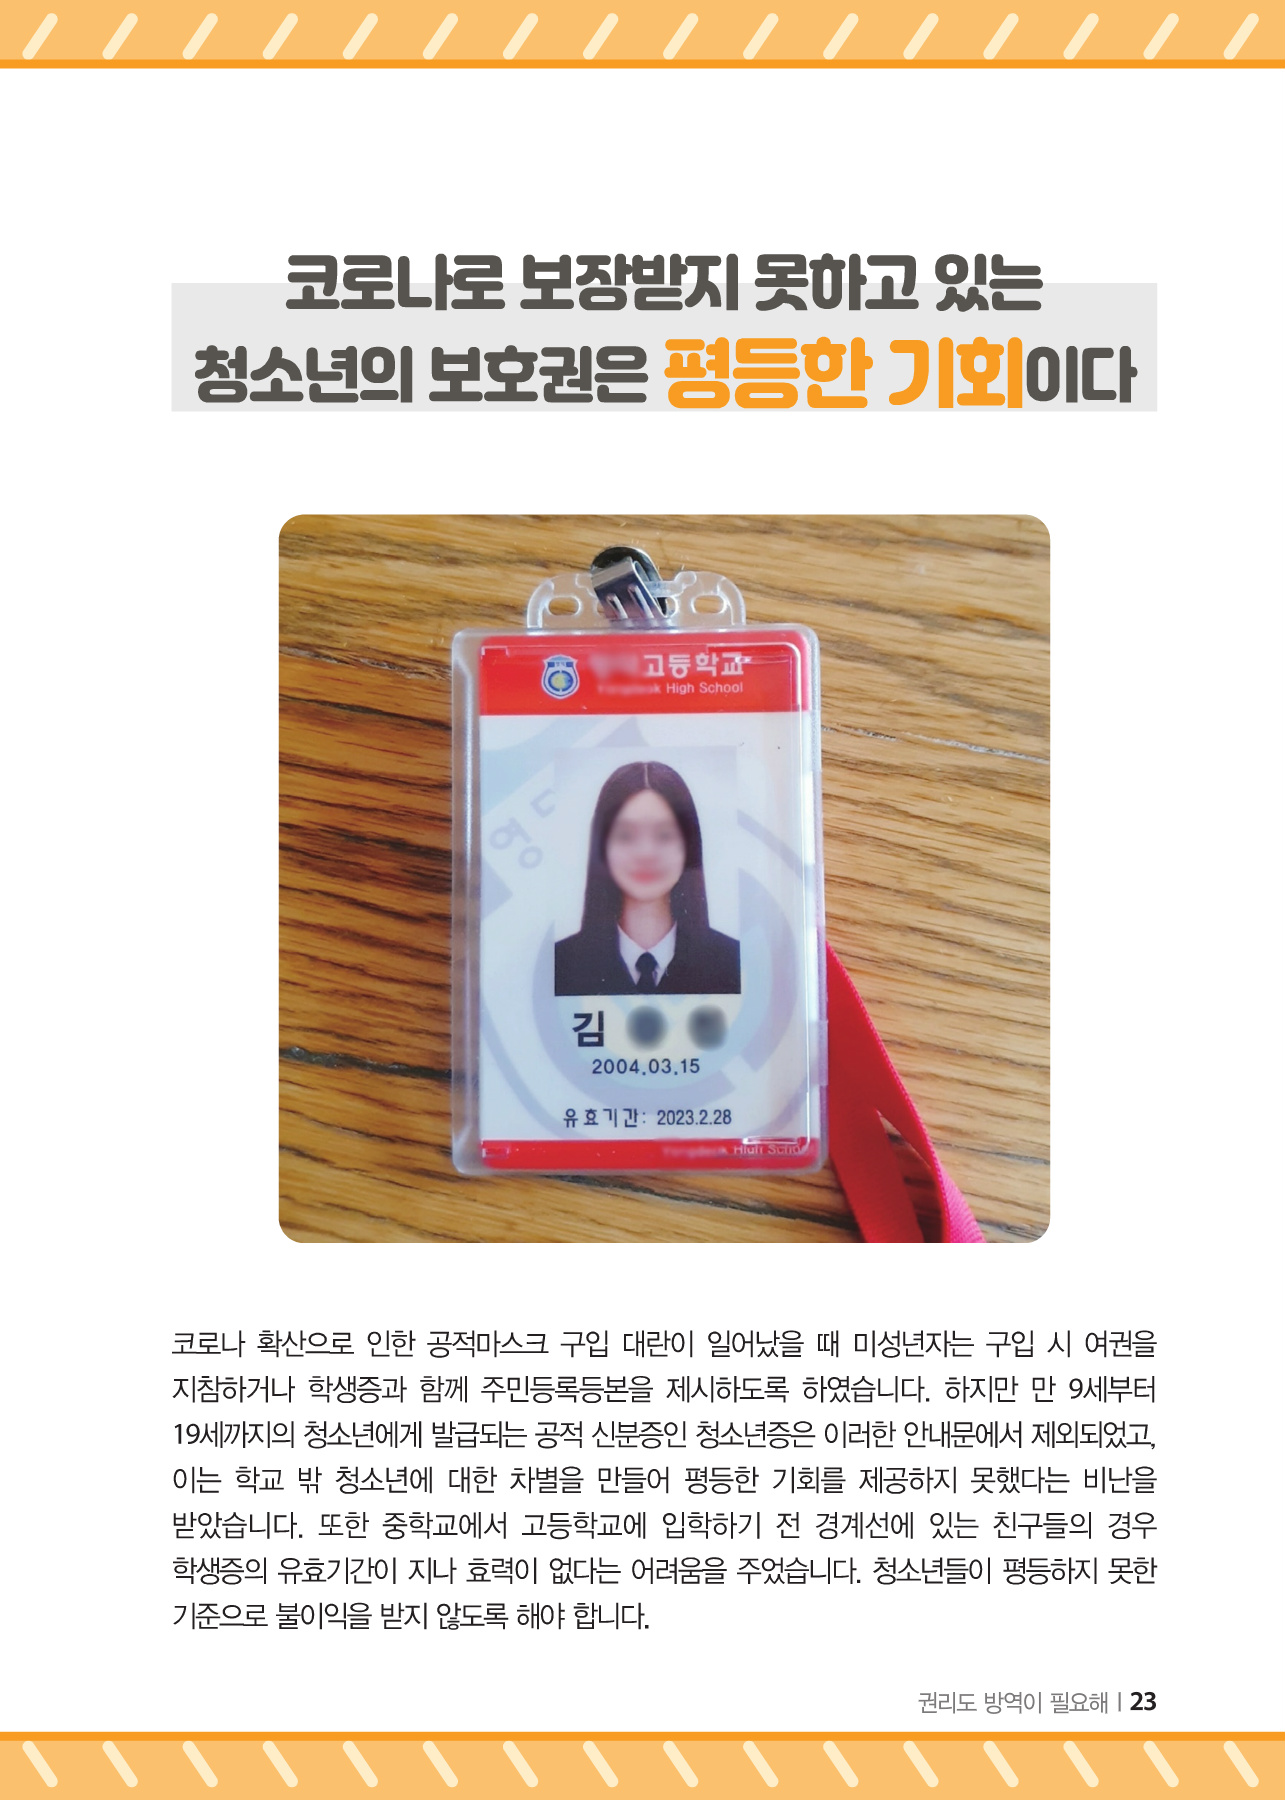 코로나로 보장받지 못하고 있는
청소년의 보호권은 평등한 기회이다
고등학교
High School
영
김
2004.03.15
유효기간: 2023.2.28
High School
코로나 확산으로 인한 공적마스크 구입 대란이 일어났을 때 미성년자는 구입 시 여권을
지참하거나 학생증과 함께 주민등록등본을 제시하도록 하였습니다. 하지만 만 9세부터
19세까지의 청소년에게 발급되는 공적 신분증인 청소년증은 이러한 안내문에서 제외되었고,
이는 학교 밖 청소년에 대한 차별을 만들어 평등한 기회를 제공하지 못했다는 비난을
받았습니다. 또한 중학교에서 고등학교에 입학하기 전 경계선에 있는 친구들의 경우
학생증의 유효기간이 지나 효력이 없다는 어려움을 주었습니다. 청소년들이 평등하지 못한
기준으로 불이익을 받지 않도록 해야 합니다.
권리도 방역이 필요해 | 23